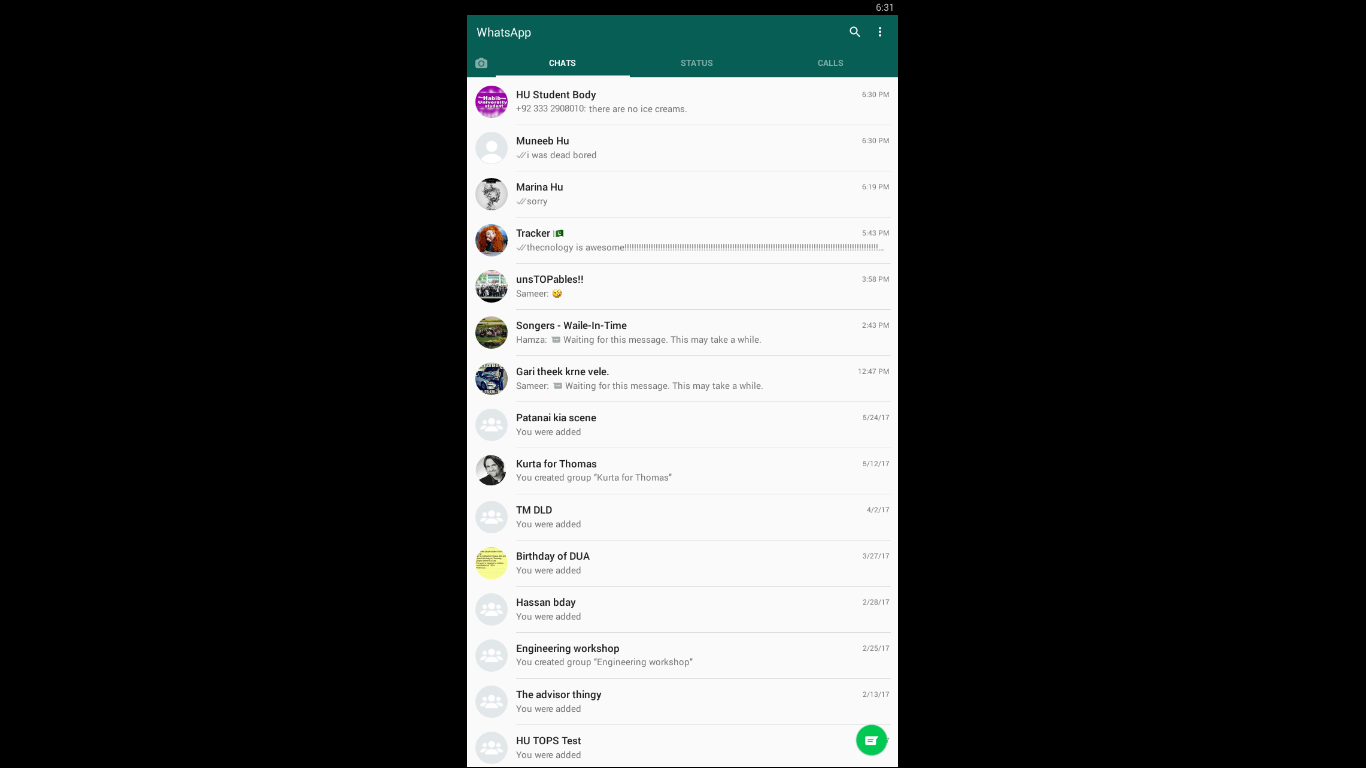 6:31
WhatsApp
CHATS STATUS CALLS
HU Student Body 6:30 PM
+92 333 2908010: there are no ice creams.
Muneeb Hu 6:30 PM
i was dead bored
Marina Hu 6:19 PM
sorry
Tracker 🇵🇰 5:43 PM
thecnology is awesome!!!!!!!!!!!!!!!!!!!!!!!!!!!!!!!!!!!!!!!!!!!!!!!!!!!!!!!!!!!!!!!!!!!!!!!!!!!!!!!!!!!!!!!!!!!!!!!!!!!!...
unsTOPables!! 3:58 PM
Sameer: 🤣
Songers - Waile-In-Time 2:43 PM
Hamza: Waiting for this message. This may take a while.
Gari theek krne vele. 12:47 PM
Sameer: Waiting for this message. This may take a while.
Patanai kia scene 5/24/17
You were added
Kurta for Thomas 5/12/17
You created group "Kurta for Thomas"
TM DLD 4/2/17
You were added
Birthday of DUA 3/27/17
You were added
Hassan bday 2/28/17
You were added
Engineering workshop 2/25/17
You created group "Engineering workshop"
The advisor thingy 2/13/17
You were added
HU TOPS Test
You were added